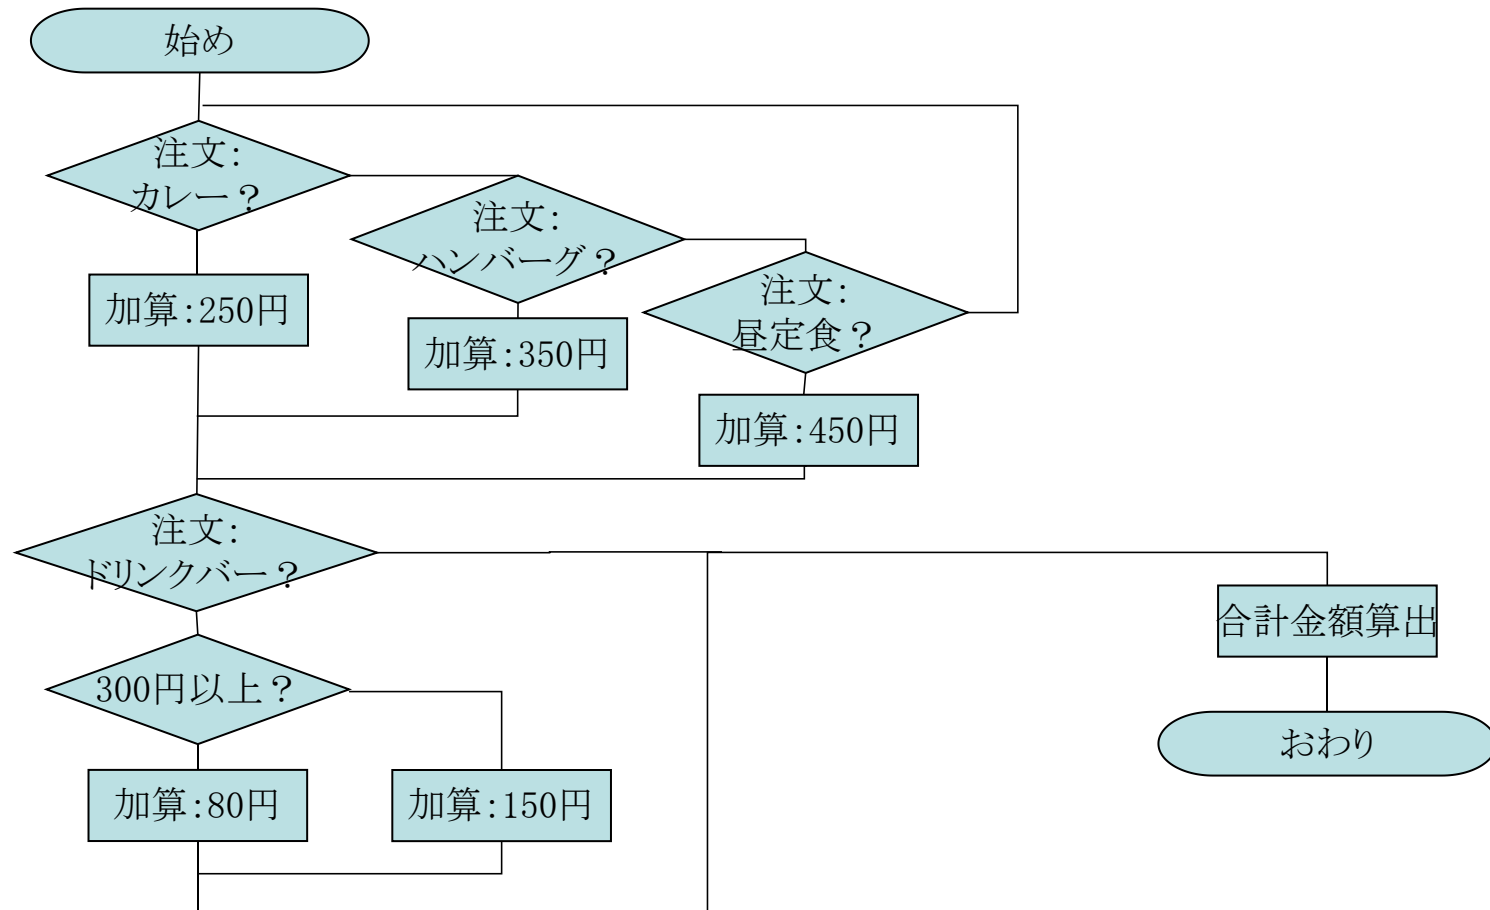 始め
注文:
カレー？
注文:
ハンバーグ？
注文:
昼定食？
加算:250円
加算:350円
加算:450円
注文:
ドリンクバー？
合計金額算出
300円以上？
おわり
加算:80円
加算:150円